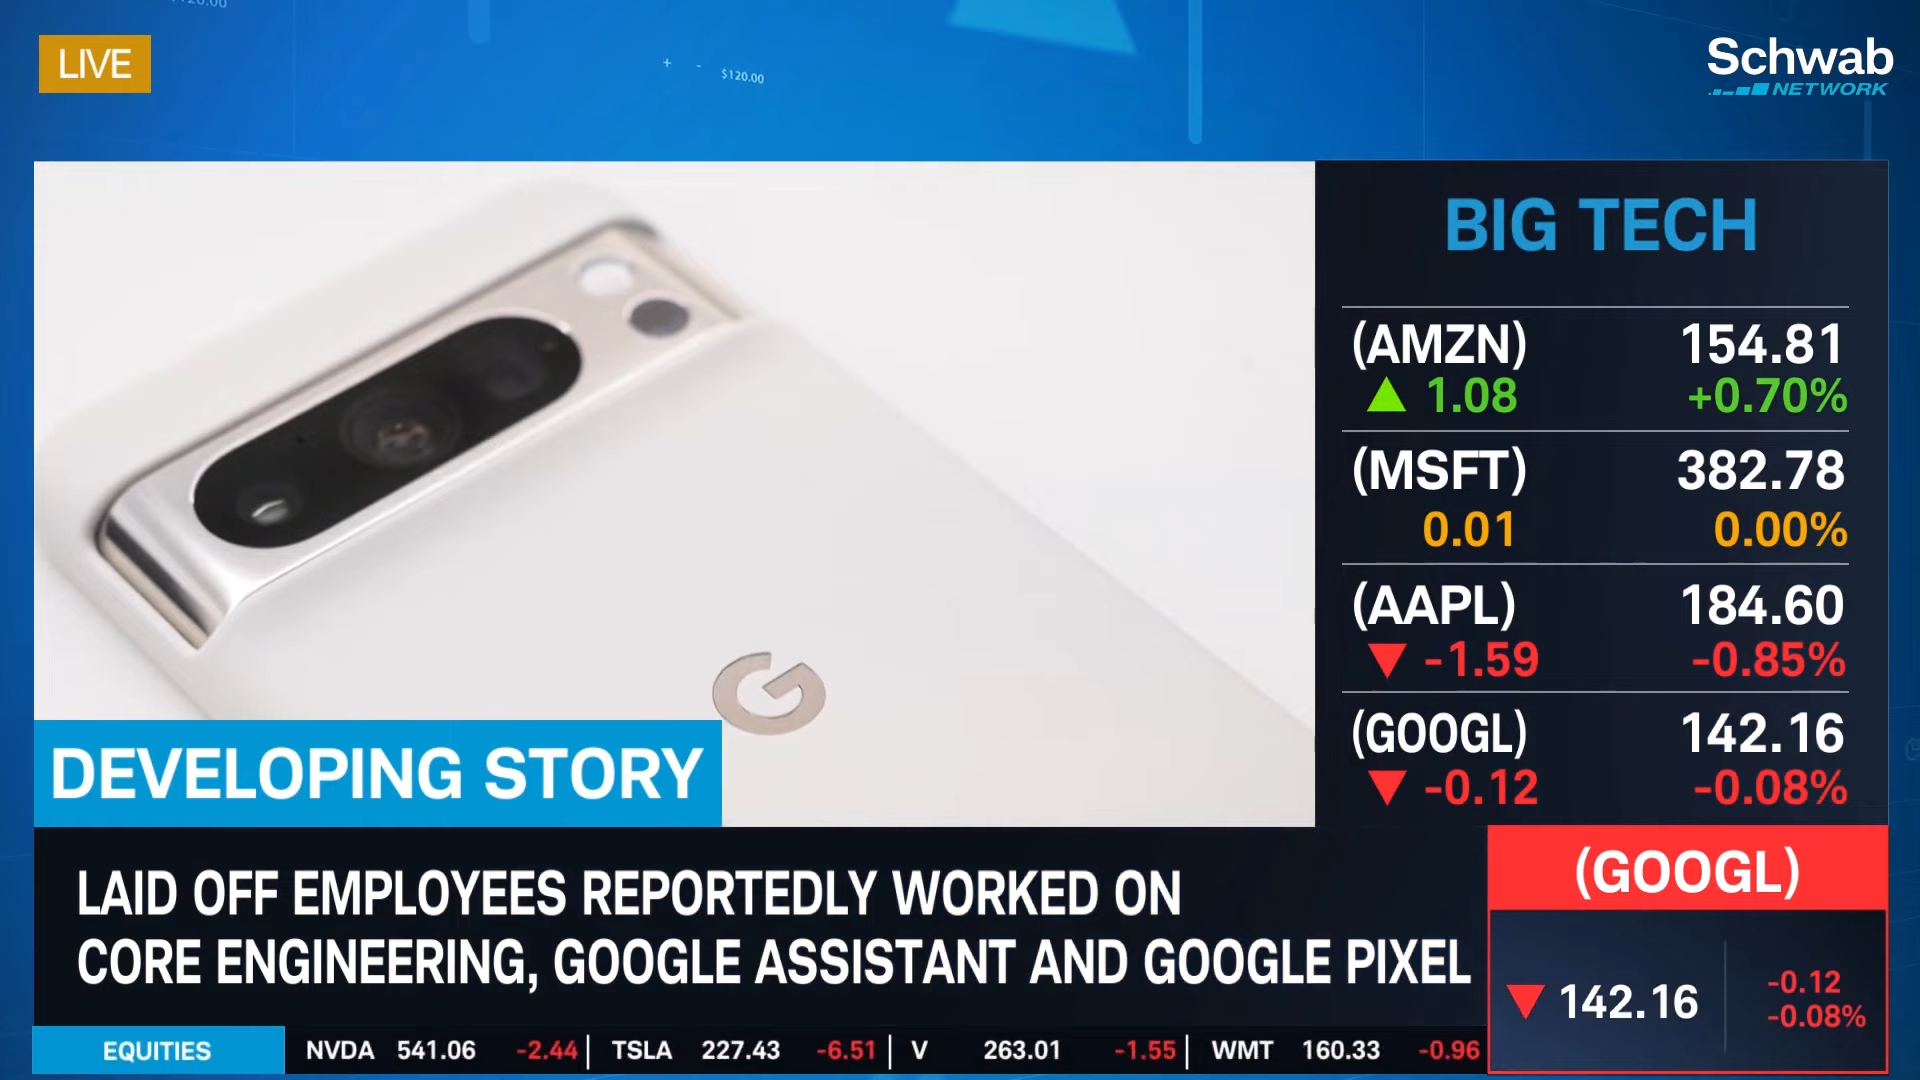 $120.00
LIVE
+ - $120.00
Schwab
NETWORK
BIG TECH
(AMZN) 154.81
▲ 1.08 +0.70%
(MSFT) 382.78
0.01 0.00%
(AAPL) 184.60
▼ -1.59 -0.85%
(GOOGL) 142.16
▼ -0.12 -0.08%
G
DEVELOPING STORY
LAID OFF EMPLOYEES REPORTEDLY WORKED ON
CORE ENGINEERING, GOOGLE ASSISTANT AND GOOGLE PIXEL
(GOOGL)
▼ 142.16
-0.12
-0.08%
EQUITIES NVDA 541.06 -2.44 | TSLA 227.43 -6.51 | V 263.01 -1.55 | WMT 160.33 -0.96